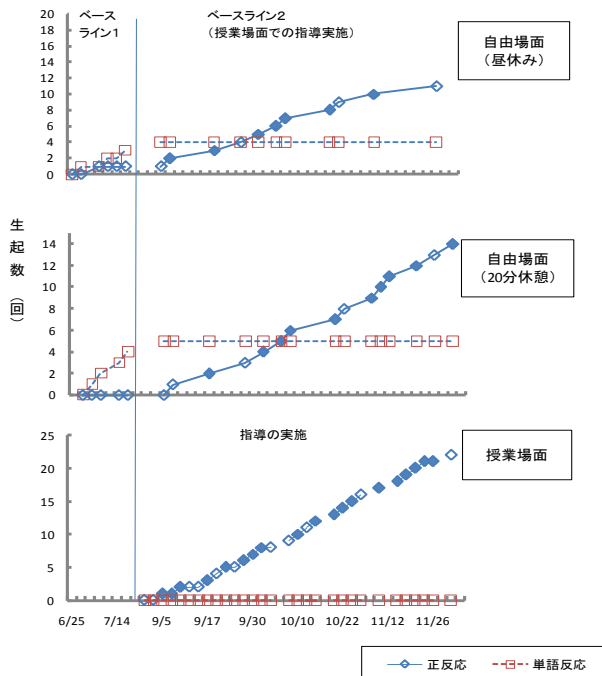 ベース
ライン1
ベースライン2
(授業場面での指導実施)
自由場面
(昼休み)
20
18
16
14
12
10
8
6
4
2
0
生起数(回)
自由場面
(20分休憩)
14
12
10
8
6
4
2
0
指導の実施
授業場面
25
20
15
10
5
0
6/25 7/14 9/5 9/17 9/30 10/10 10/22 11/12 11/26
正反応 単語反応